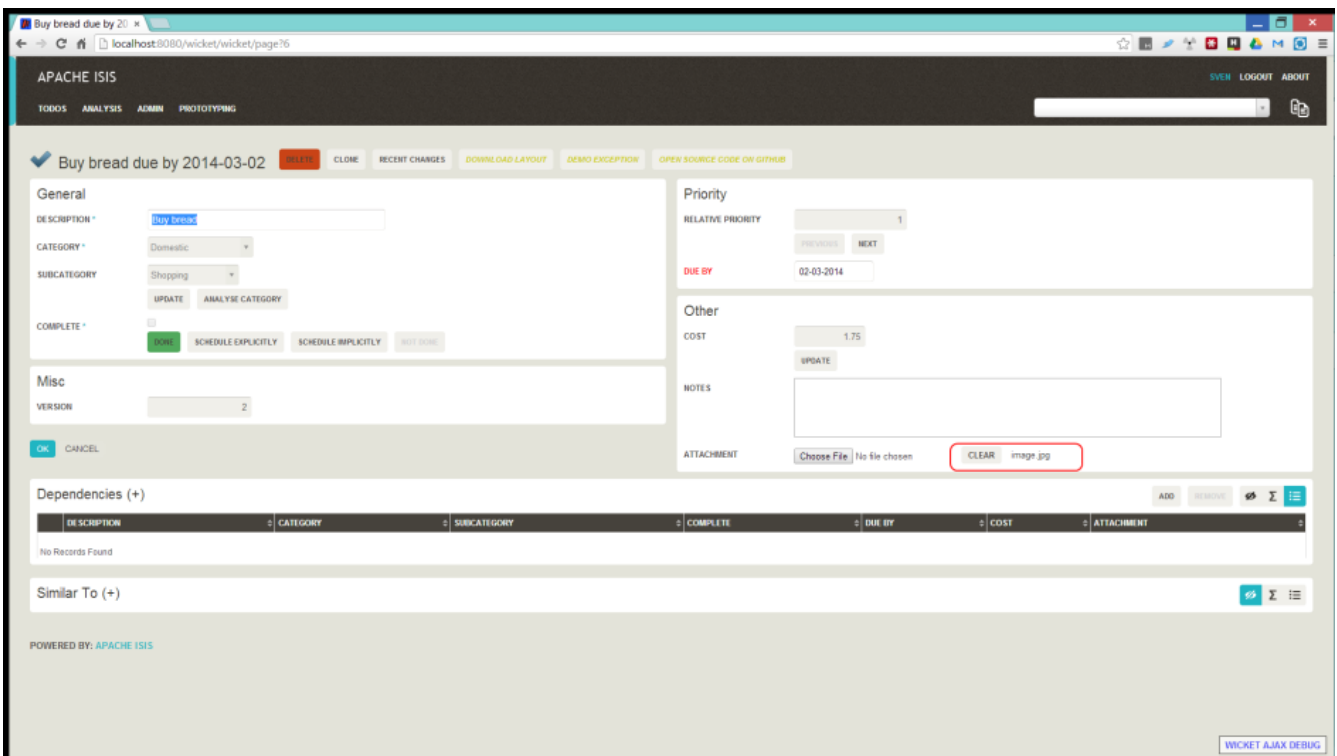 Buy bread due by 20
localhost:8080/wicket/wicket/page?6
APACHE ISIS
SVEN LOGOUT ABOUT
TODOS ANALYSIS ADMIN PROTOTYPING
Buy bread due by 2014-03-02 DELETE CLONE RECENT CHANGES DOWNLOAD LAYOUT DEMO EXCEPTION OPEN SOURCE CODE ON GITHUB
General
DESCRIPTION * Buy bread
CATEGORY * Domestic
SUBCATEGORY Shopping
UPDATE ANALYSE CATEGORY
COMPLETE *
DONE SCHEDULE EXPLICITLY SCHEDULE IMPLICITLY NOT DONE
Misc
VERSION 2
OK CANCEL
Priority
RELATIVE PRIORITY 1
PREVIOUS NEXT
DUE BY 02-03-2014
Other
COST 1.75
UPDATE
NOTES
ATTACHMENT Choose File No file chosen CLEAR image.jpg
Dependencies (+) ADD REMOVE Σ
DESCRIPTION CATEGORY SUBCATEGORY COMPLETE DUE BY COST ATTACHMENT
No Records Found
Similar To (+) Σ
POWERED BY: APACHE ISIS
WICKET AJAX DEBUG